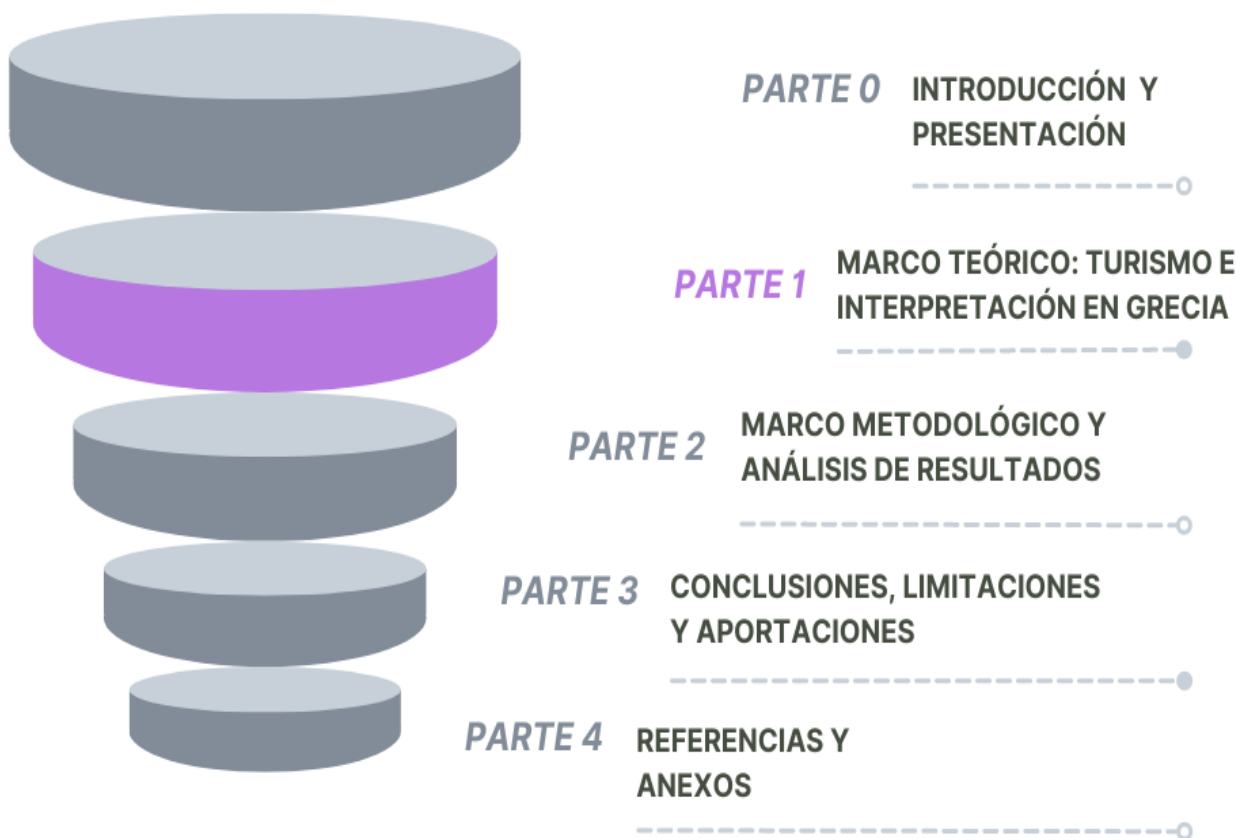 PARTE 0
INTRODUCCIÓN Y
PRESENTACIÓN
PARTE 1
MARCO TEÓRICO: TURISMO E
INTERPRETACIÓN EN GRECIA
PARTE 2
MARCO METODOLÓGICO Y
ANÁLISIS DE RESULTADOS
PARTE 3
CONCLUSIONES, LIMITACIONES
Y APORTACIONES
PARTE 4
REFERENCIAS Y
ANEXOS